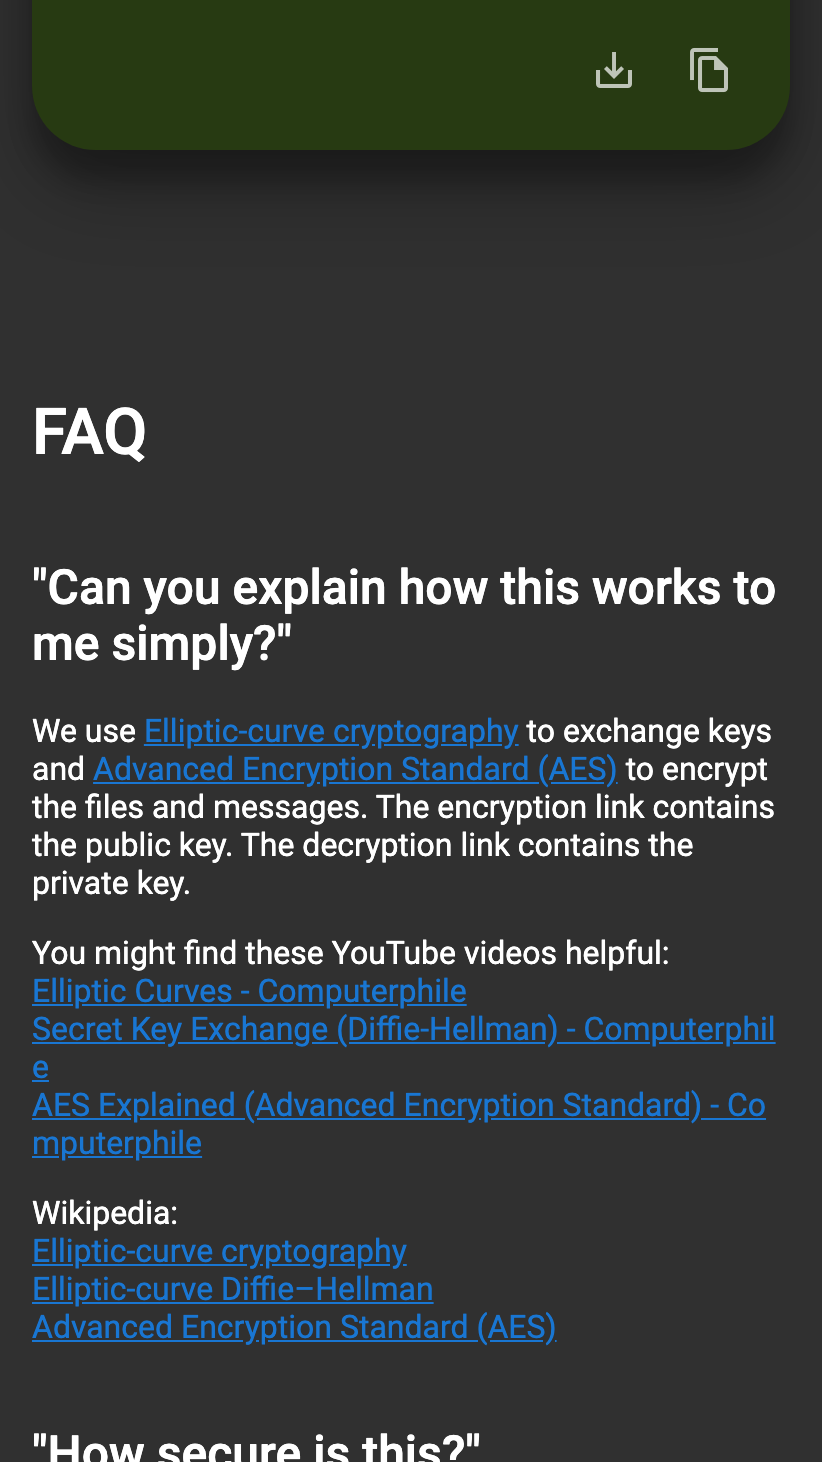 FAQ
"Can you explain how this works to
me simply?"
We use Elliptic-curve cryptography to exchange keys
and Advanced Encryption Standard (AES) to encrypt
the files and messages. The encryption link contains
the public key. The decryption link contains the
private key.
You might find these YouTube videos helpful:
Elliptic Curves - Computerphile
Secret Key Exchange (Diffie-Hellman) - Computerphil
e
AES Explained (Advanced Encryption Standard) - Co
mputerphile
Wikipedia:
Elliptic-curve cryptography
Elliptic-curve Diffie–Hellman
Advanced Encryption Standard (AES)
"How secure is this?"